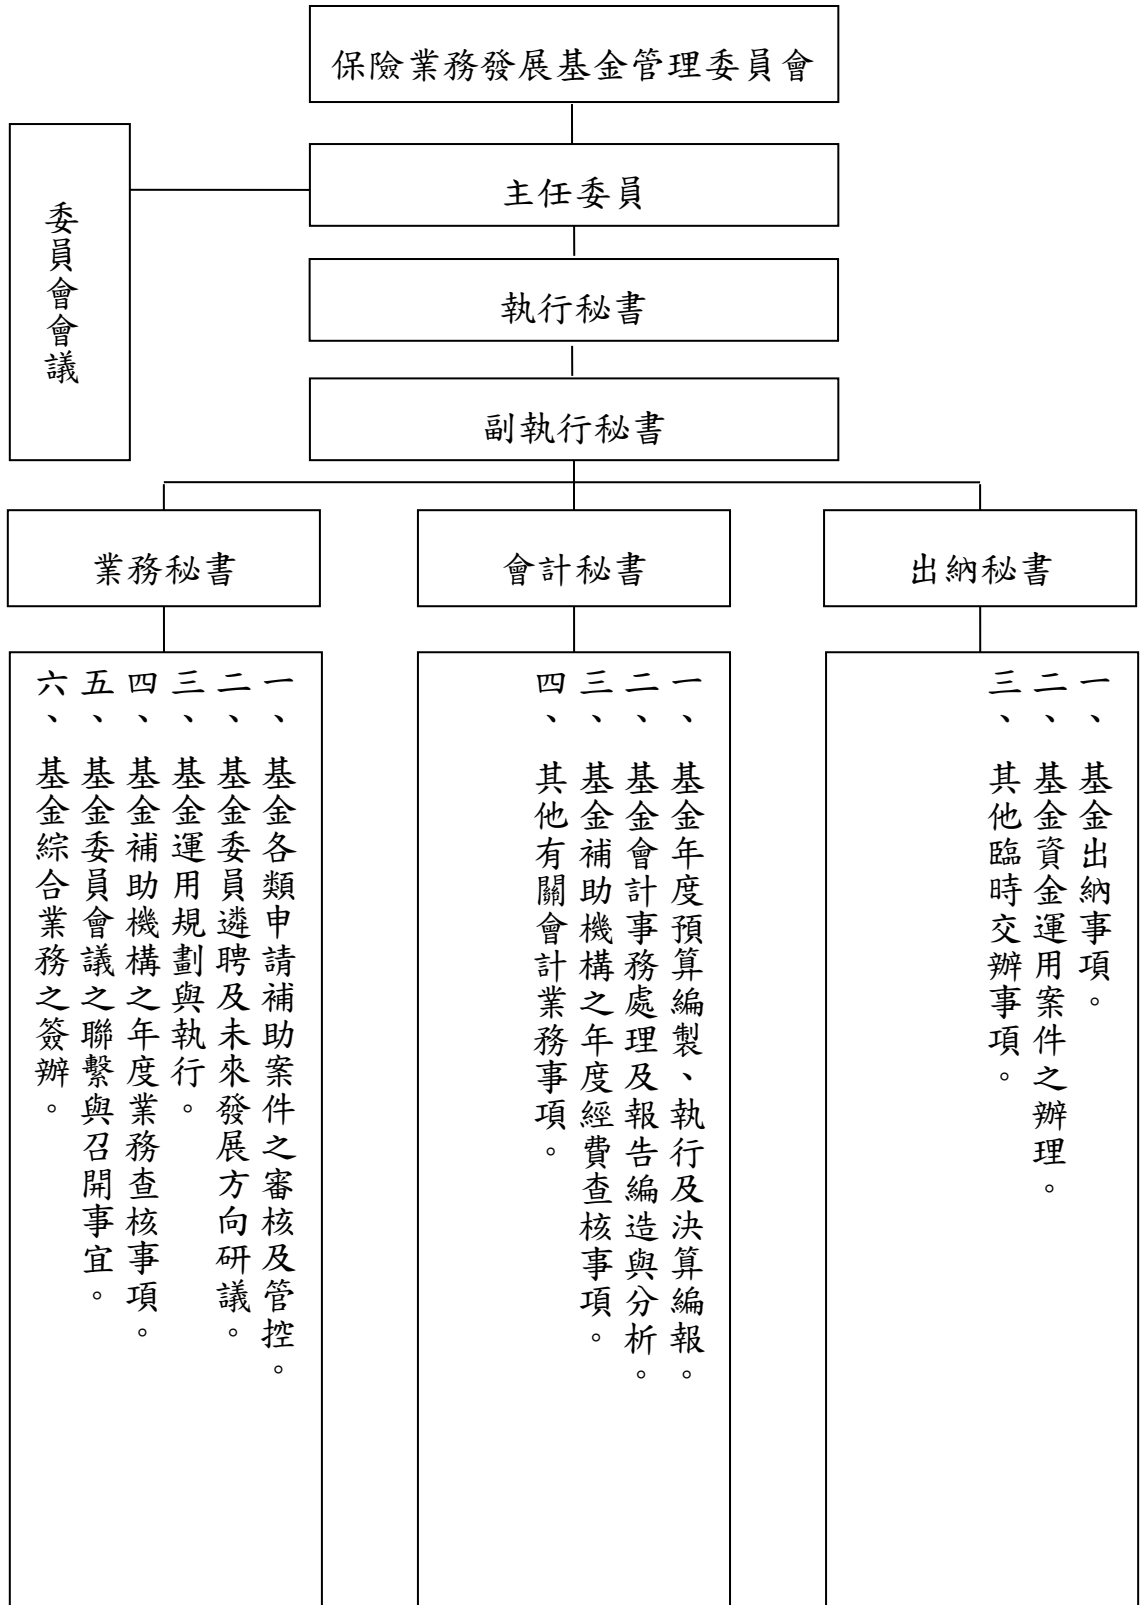 保險業務發展基金管理委員會
主任委員
委員會會議
執行秘書
副執行秘書
業務秘書
會計秘書
出納秘書
一、基金各類申請補助案件之審核及管控。
二、基金委員遴聘及未來發展方向研議。
三、基金運用規劃與執行。
四、基金補助機構之年度業務查核事項。
五、基金委員會議之聯繫與召開事宜。
六、基金綜合業務之簽辦。
一、基金年度預算編製、執行及決算編報。
二、基金會計事務處理及報告編造與分析。
三、基金補助機構之年度經費查核事項。
四、其他有關會計業務事項。
一、基金出納事項。
二、基金資金運用案件之辦理。
三、其他臨時交辦事項。